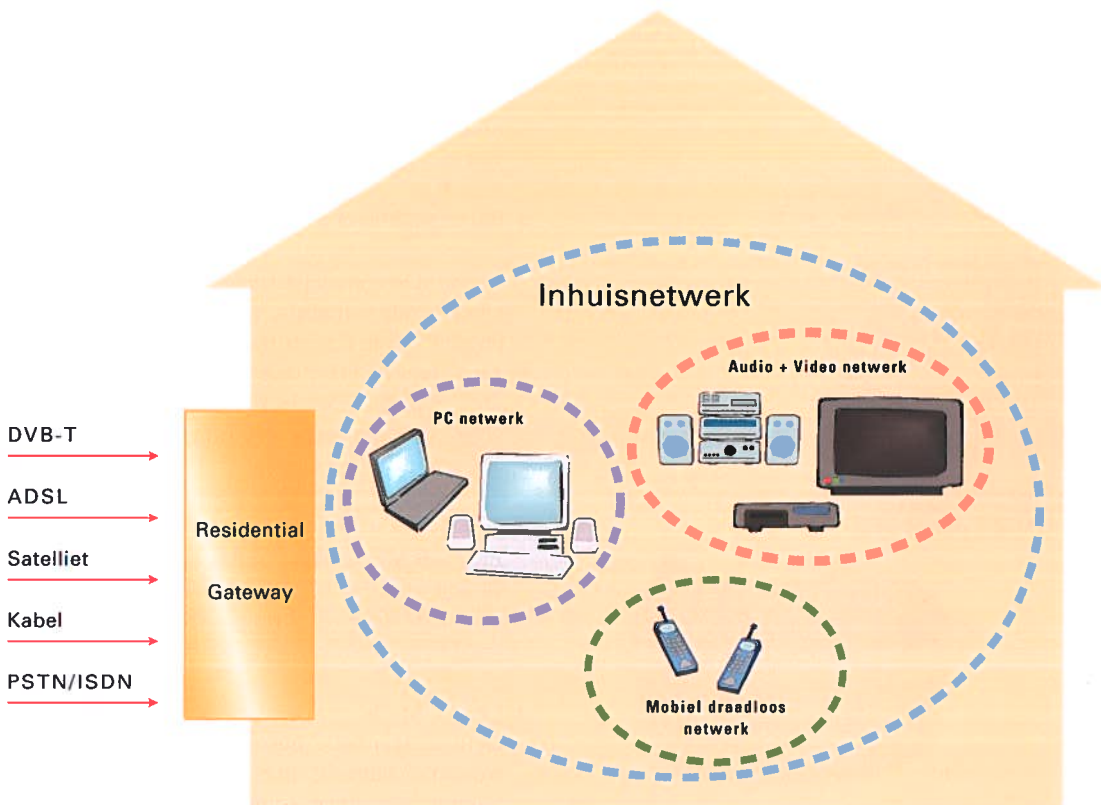 Inhuisnetwerk
Audio + Video netwerk
PC netwerk
DVB-T
ADSL
Satelliet
Kabel
PSTN/ISDN
Residential
Gateway
Mobiel draadloos
netwerk